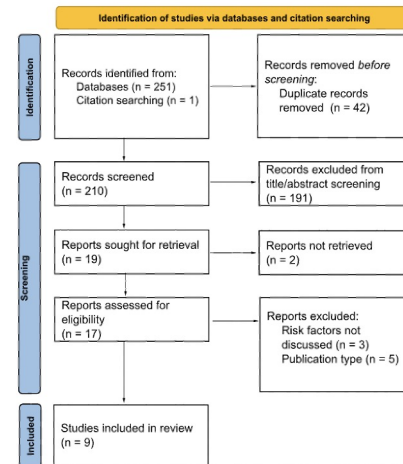 Identification of studies via databases and citation searching
Identification
Records identified from:
Databases (n = 251)
Citation searching (n = 1)
Records removed before
screening:
Duplicate records
removed (n = 42)
Screening
Records screened
(n = 210)
Records excluded from
title/abstract screening
(n = 191)
Reports sought for retrieval
(n = 19)
Reports not retrieved
(n = 2)
Reports assessed for
eligibility
(n = 17)
Reports excluded:
Risk factors not
discussed (n = 3)
Publication type (n = 5)
Included
Studies included in review
(n = 9)